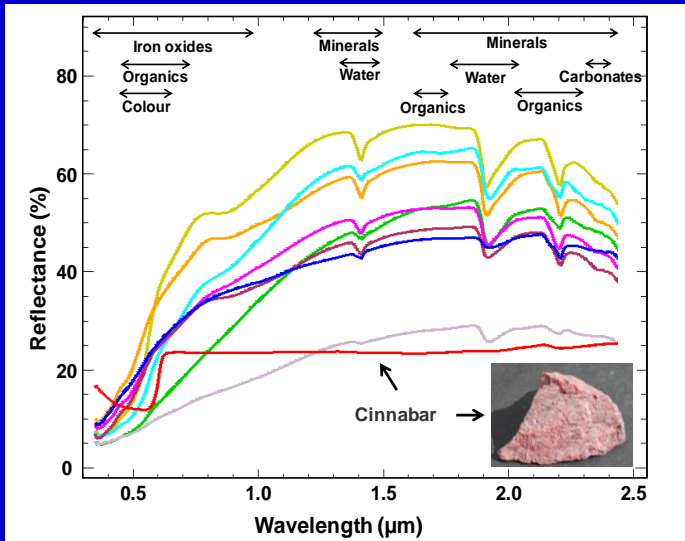 Iron oxides
Minerals
Minerals
Organics
Water
Water
Carbonates
Colour
Organics
Organics
80
60
40
20
0
Reflectance (%)
Cinnabar
0.5 1.0 1.5 2.0 2.5
Wavelength (µm)